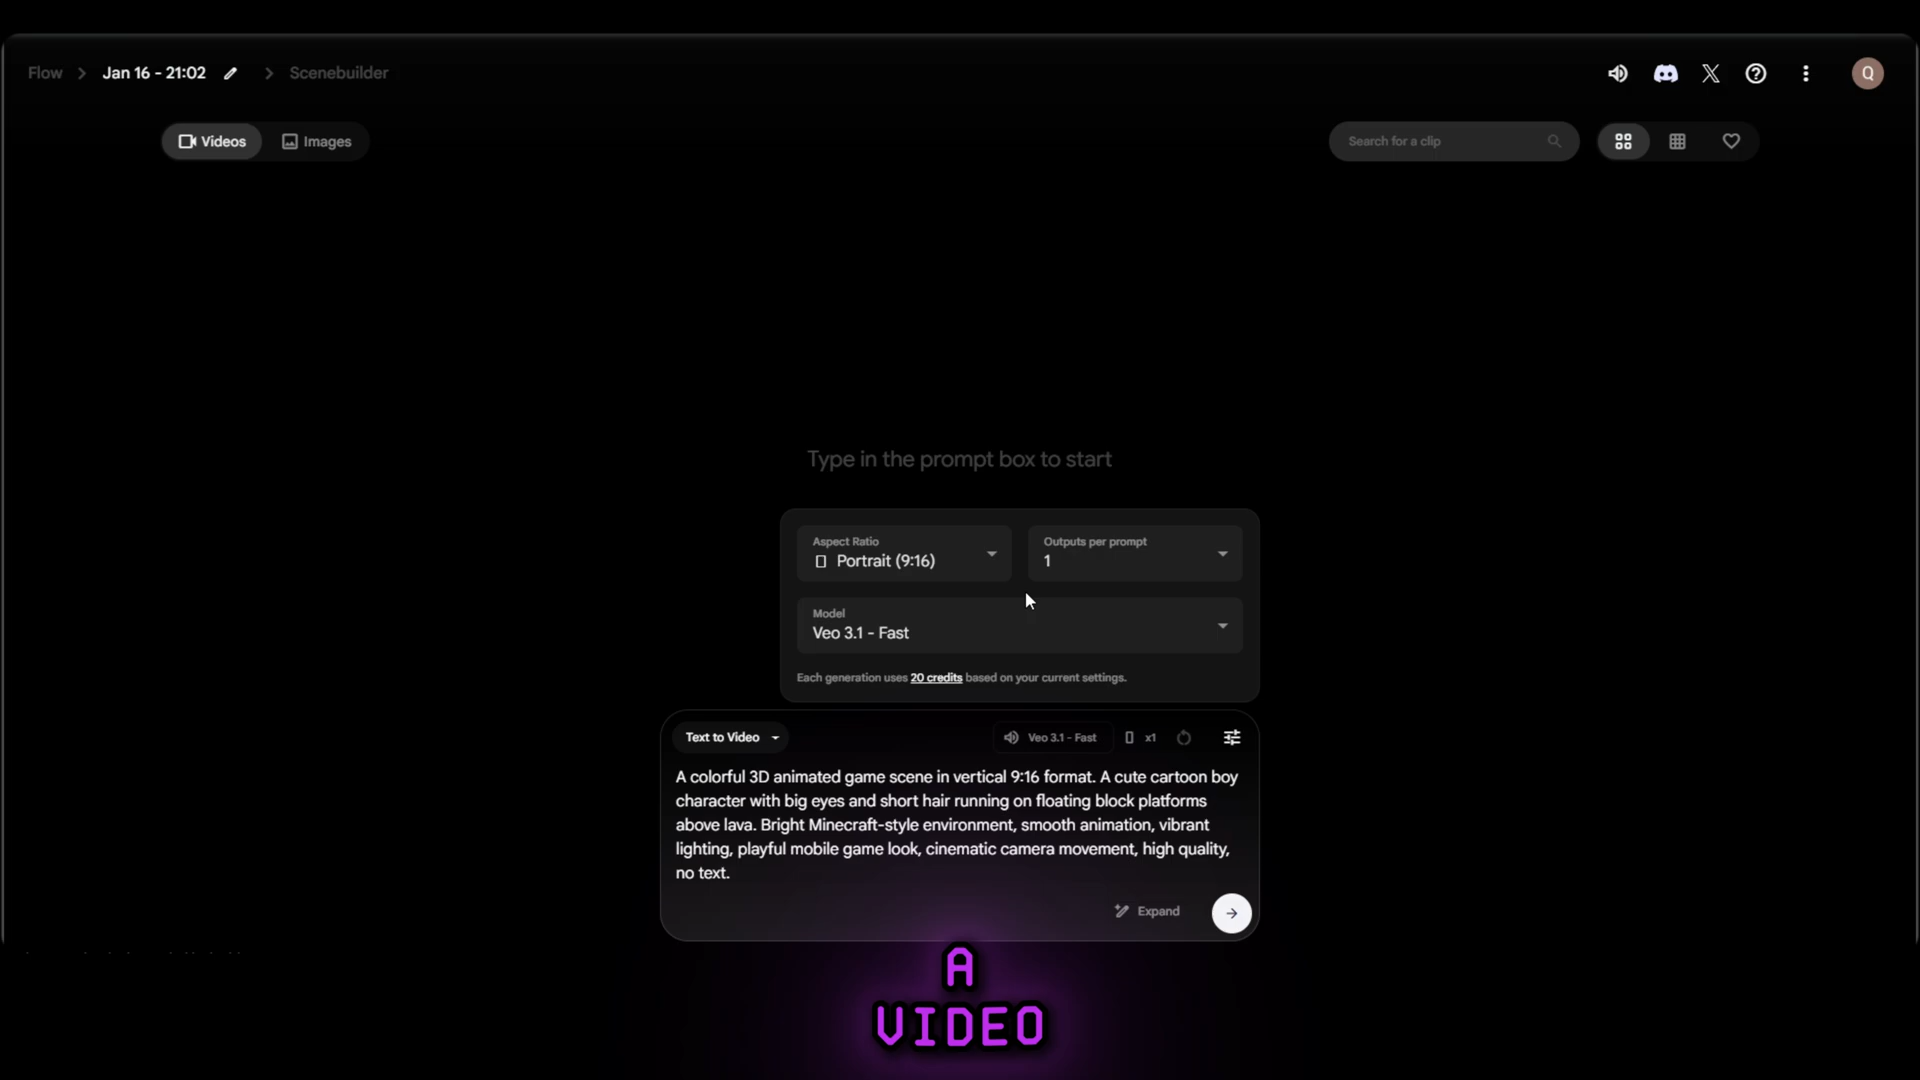 Flow > Jan 16 - 21:02 > Scenebuilder
Q
Videos
Images
Search for a clip
Type in the prompt box to start
Aspect Ratio
Portrait (9:16)
Outputs per prompt
1
Model
Veo 3.1 - Fast
Each generation uses 20 credits based on your current settings.
Text to Video
Veo 3.1 - Fast
x1
A colorful 3D animated game scene in vertical 9:16 format. A cute cartoon boy
character with big eyes and short hair running on floating block platforms
above lava. Bright Minecraft-style environment, smooth animation, vibrant
lighting, playful mobile game look, cinematic camera movement, high quality,
no text.
Expand
A
VIDEO